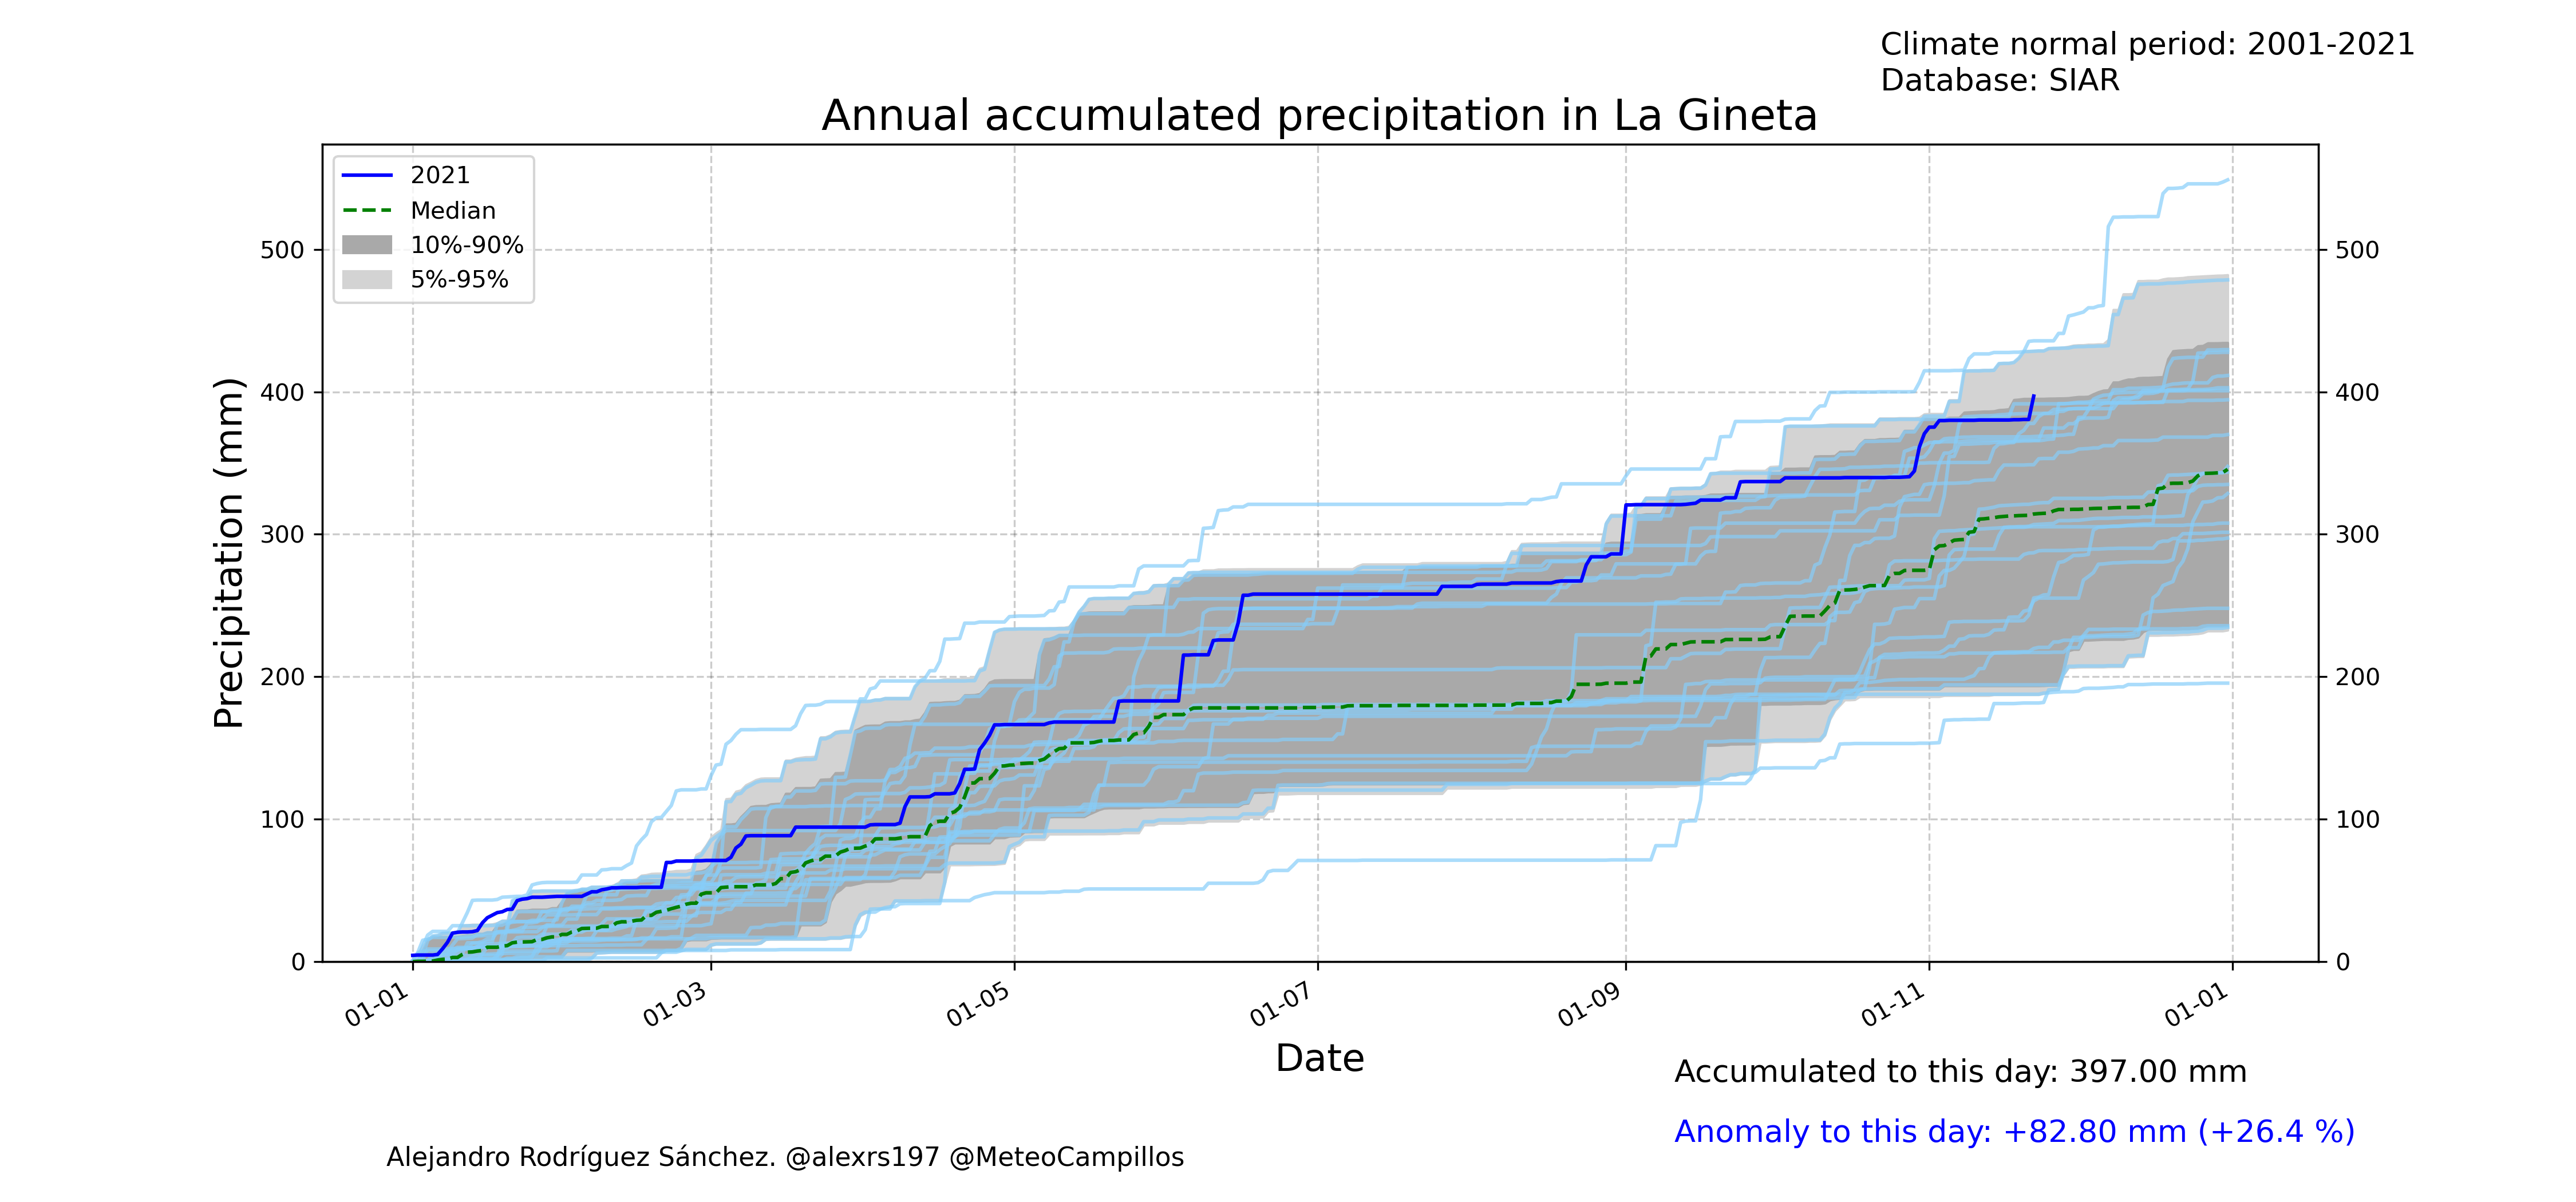 Climate normal period: 2001-2021
Database: SIAR
Annual accumulated precipitation in La Gineta
2021
Median
10%-90%
5%-95%
Precipitation (mm)
500
400
300
200
100
0
500
400
300
200
100
0
01-01
01-03
01-05
01-07
01-09
01-11
01-01
Date
Accumulated to this day: 397.00 mm
Anomaly to this day: +82.80 mm (+26.4 %)
Alejandro Rodríguez Sánchez. @alexrs197 @MeteoCampillos